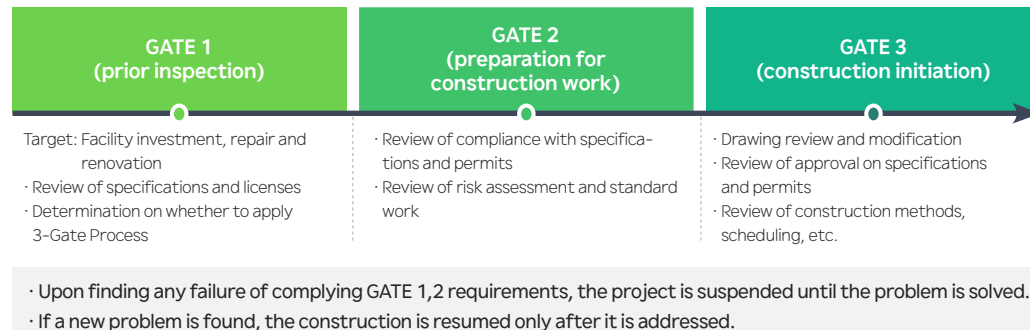 GATE 1
(prior inspection)
GATE 2
(preparation for
construction work)
GATE 3
(construction initiation)
Target: Facility investment, repair and
renovation
· Review of specifications and licenses
· Determination on whether to apply
3-Gate Process
· Review of compliance with specifica-
tions and permits
· Review of risk assessment and standard
work
· Drawing review and modification
· Review of approval on specifications
and permits
· Review of construction methods,
scheduling, etc.
· Upon finding any failure of complying GATE 1,2 requirements, the project is suspended until the problem is solved.
· If a new problem is found, the construction is resumed only after it is addressed.